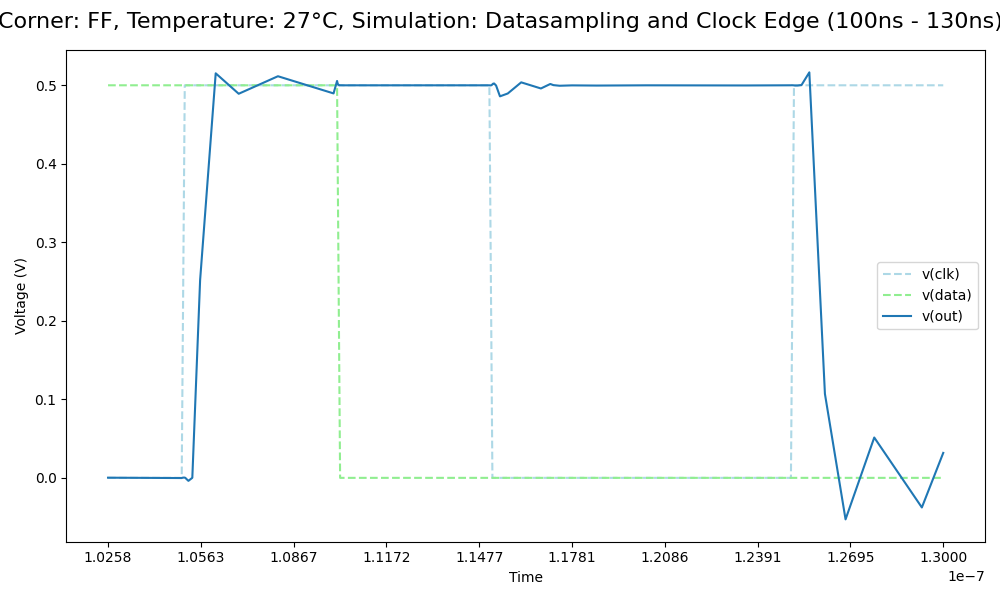 Corner: FF, Temperature: 27°C, Simulation: Datasampling and Clock Edge (100ns - 130ns)
0.5
0.4
0.3
0.2
0.1
0.0
Voltage (V)
v(clk)
v(data)
v(out)
1.0258 1.0563 1.0867 1.1172 1.1477 1.1781 1.2086 1.2391 1.2695 1.3000
1e−7
Time